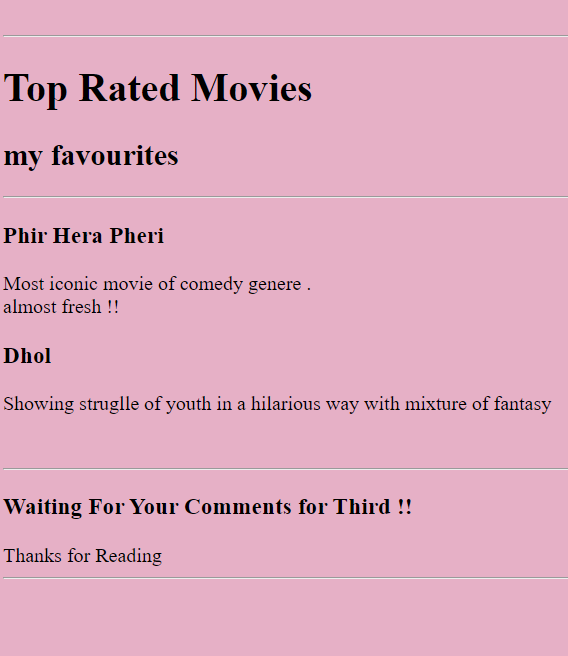 Top Rated Movies
my favourites
Phir Hera Pheri
Most iconic movie of comedy genere .
almost fresh !!
Dhol
Showing struglle of youth in a hilarious way with mixture of fantasy
Waiting For Your Comments for Third !!
Thanks for Reading